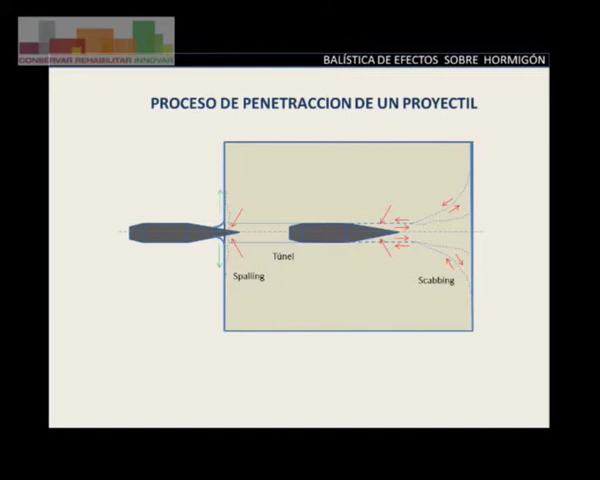 CONSERVAR REHABILITAR INNOVAR
BALÍSTICA DE EFECTOS SOBRE HORMIGÓN
PROCESO DE PENETRACCION DE UN PROYECTIL
Túnel
Spalling
Scabbing